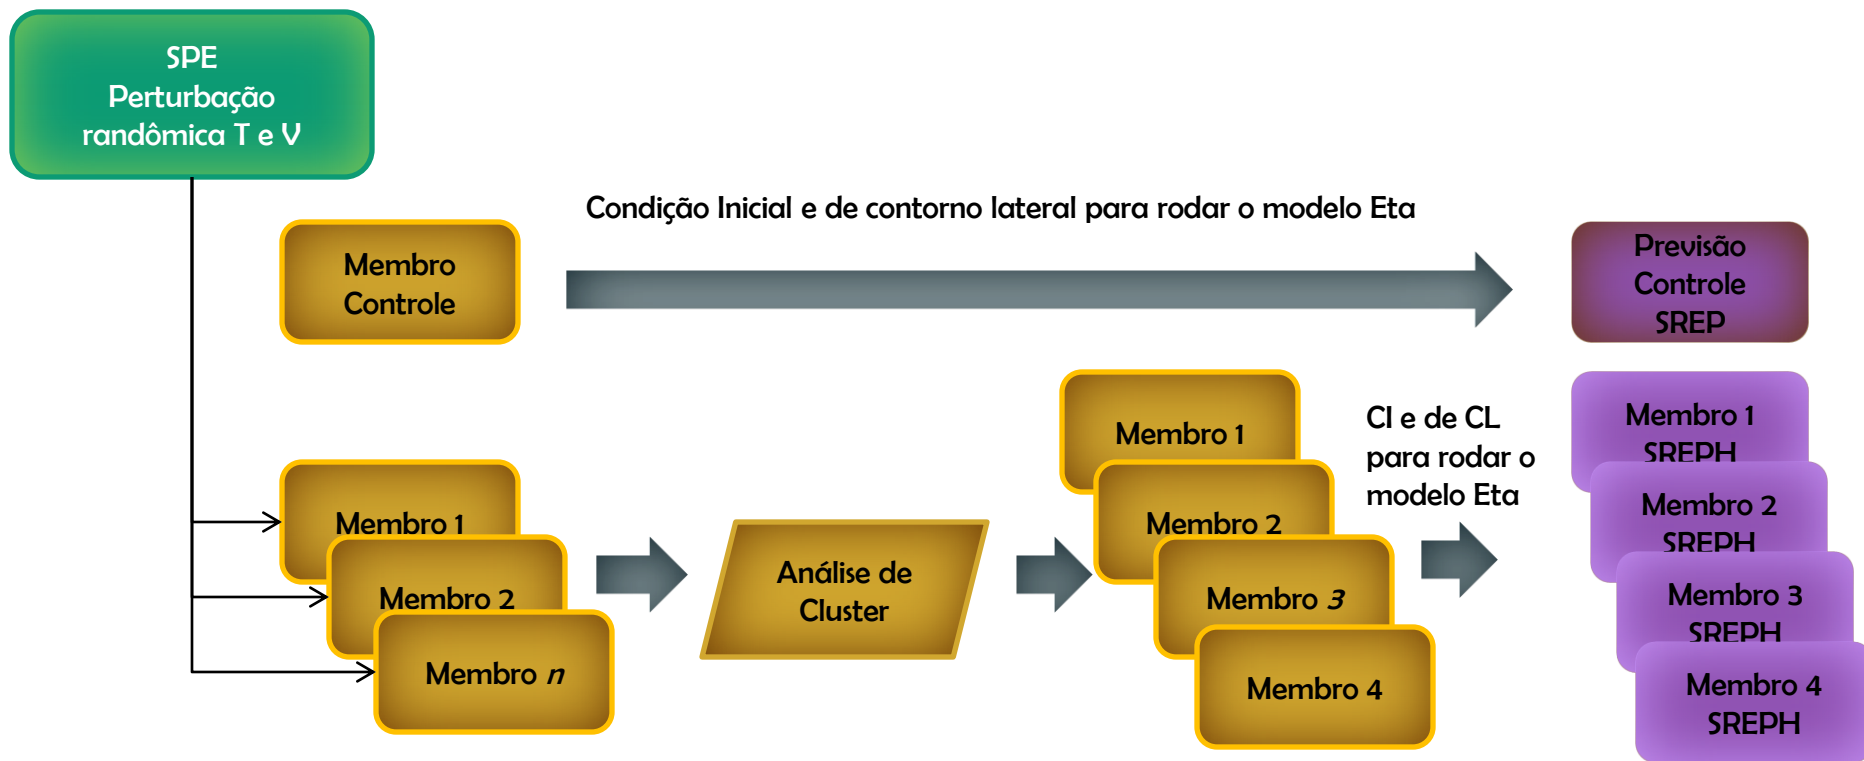 SPE
Perturbação
randômica T e V
Condição Inicial e de contorno lateral para rodar o modelo Eta
Membro
Controle
Previsão
Controle
SREP
Membro 1
Membro 2
Membro n
Análise de
Cluster
Membro 1
Membro 2
Membro 3
Membro 4
CI e de CL
para rodar o
modelo Eta
Membro 1
SREPH
Membro 2
SREPH
Membro 3
SREPH
Membro 4
SREPH